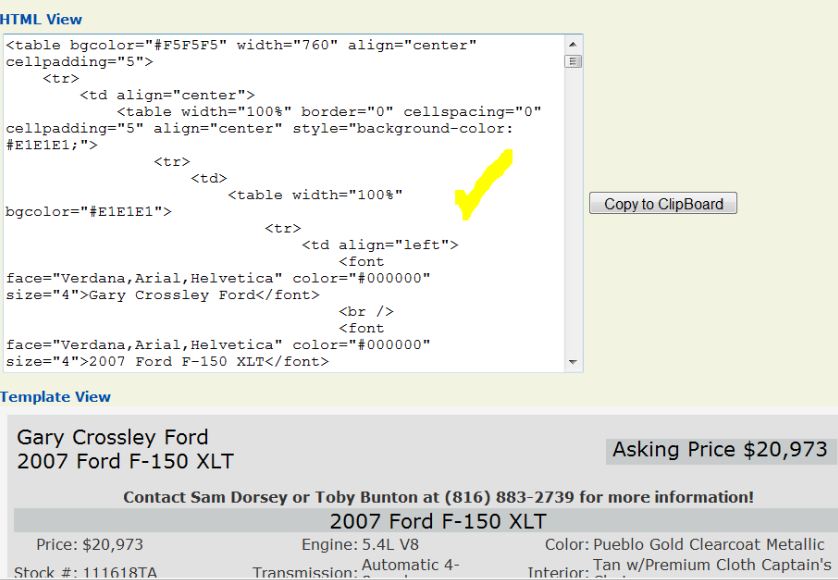 HTML View
<table bgcolor="#F5F5F5" width="760" align="center"
cellpadding="5">
<tr>
<td align="center">
<table width="100%" border="0" cellspacing="0"
cellpadding="5" align="center" style="background-color:
#E1E1E1;">
<tr>
<td>
<table width="100%"
bgcolor="#E1E1E1">
<tr>
<td align="left">
<font
face="Verdana,Arial,Helvetica" color="#000000"
size="4">Gary Crossley Ford</font>
<br />
<font
face="Verdana,Arial,Helvetica" color="#000000"
size="4">2007 Ford F-150 XLT</font>
Copy to ClipBoard
Template View
Gary Crossley Ford
2007 Ford F-150 XLT
Asking Price $20,973
Contact Sam Dorsey or Toby Bunton at (816) 883-2739 for more information!
2007 Ford F-150 XLT
Price: $20,973 Engine: 5.4L V8 Color: Pueblo Gold Clearcoat Metallic
Stock #: 111618TA Transmission: Automatic 4- Interior: Tan w/Premium Cloth Captain's